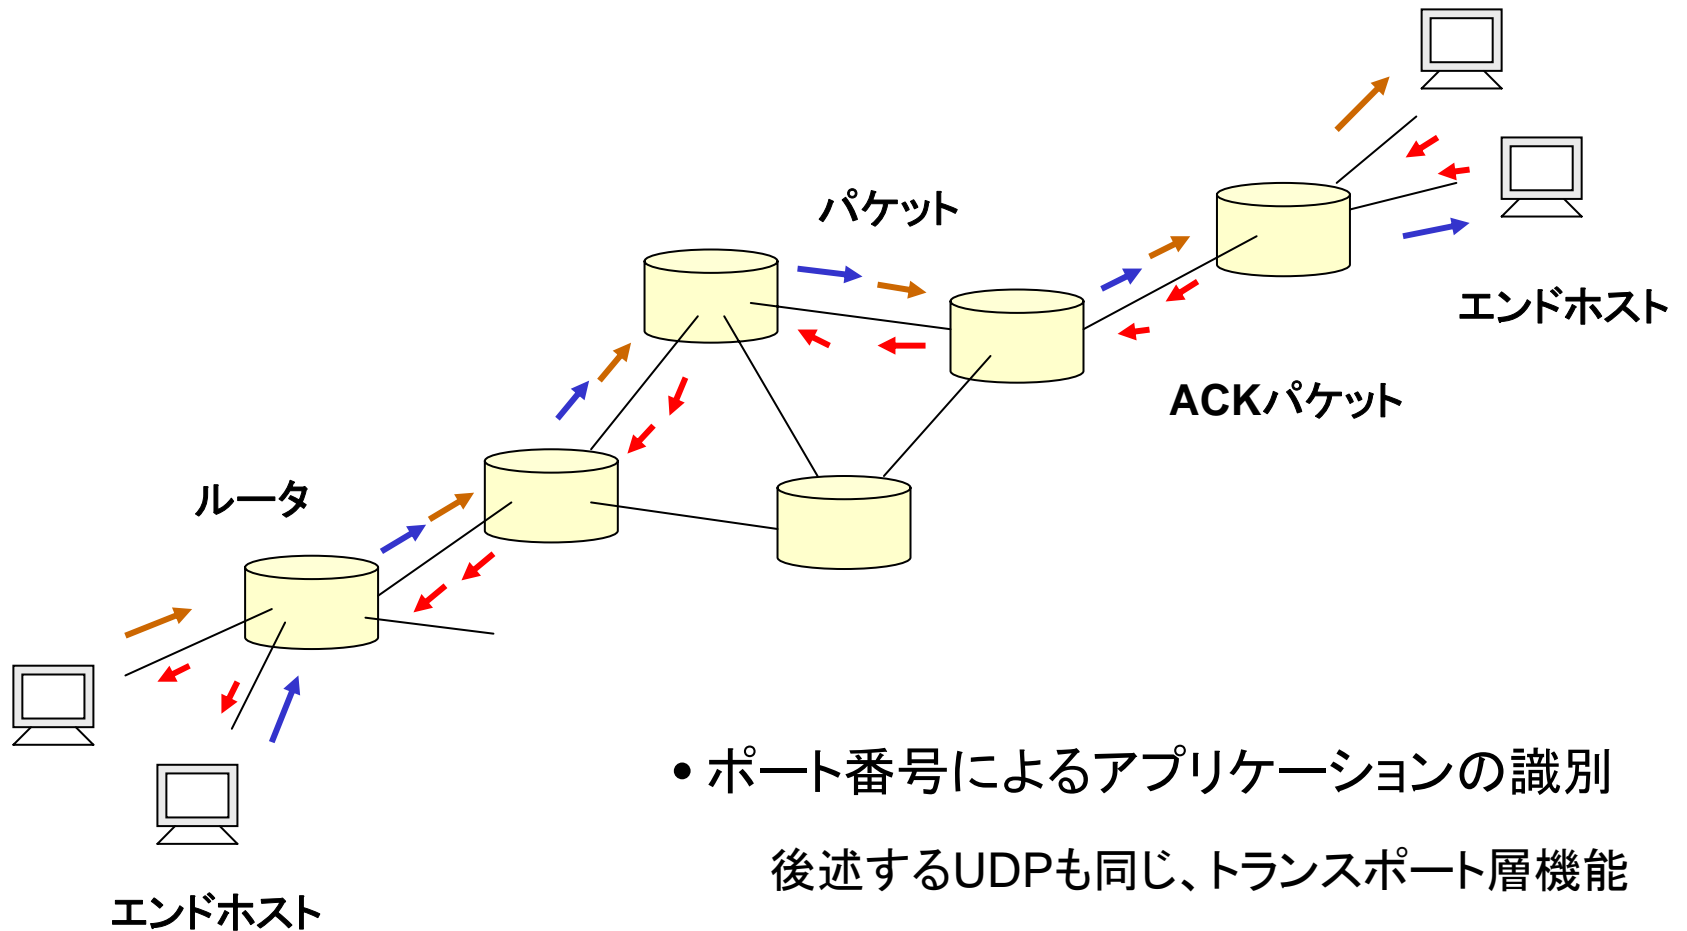 パケット
エンドホスト
ACKパケット
ルータ
• ポート番号によるアプリケーションの識別
後述するUDPも同じ、トランスポート層機能
エンドホスト